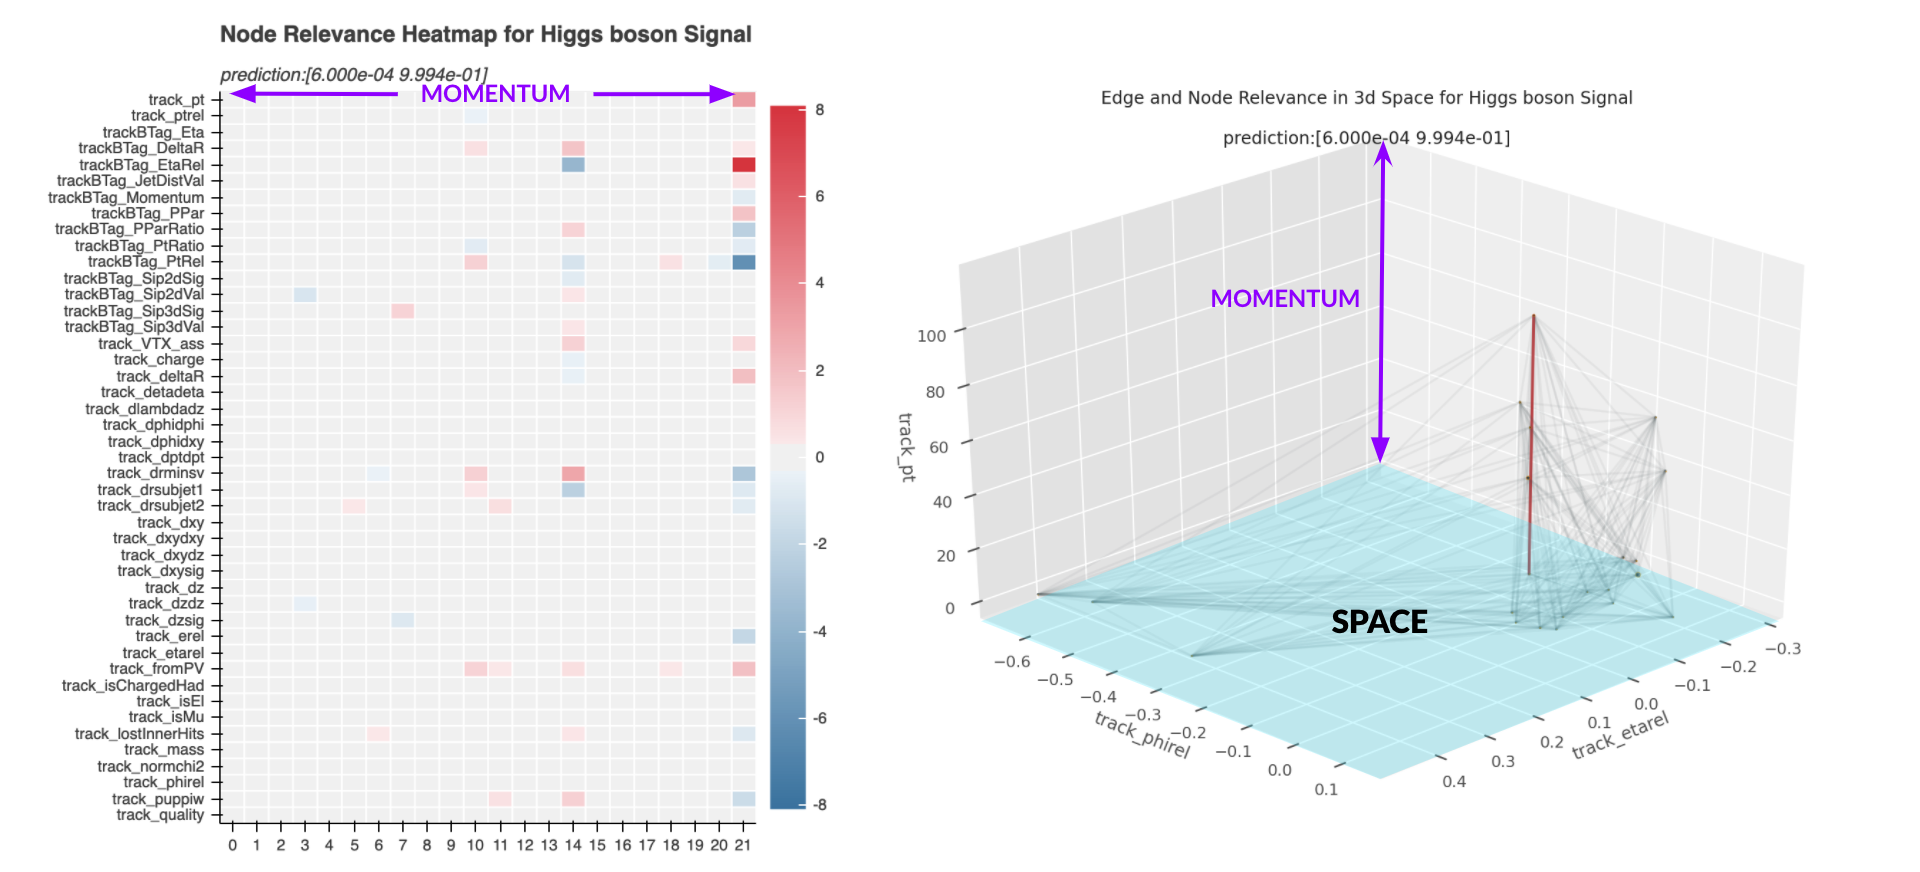 Node Relevance Heatmap for Higgs boson Signal
prediction:[6.000e-04 9.994e-01]
MOMENTUM
track_pt
track_ptrel
trackBTag_Eta
trackBTag_DeltaR
trackBTag_EtaRel
trackBTag_JetDistVal
trackBTag_Momentum
trackBTag_PPar
trackBTag_PParRatio
trackBTag_PtRatio
trackBTag_PtRel
trackBTag_Sip2dSig
trackBTag_Sip2dVal
trackBTag_Sip3dSig
trackBTag_Sip3dVal
track_VTX_ass
track_charge
track_deltaR
track_detadeta
track_dlambdadz
track_dphidphi
track_dphidxy
track_dptdpt
track_drminsv
track_drsubjet1
track_drsubjet2
track_dxy
track_dxydxy
track_dxydz
track_dxysig
track_dz
track_dzdz
track_dzsig
track_erel
track_etarel
track_fromPV
track_isChargedHad
track_isEl
track_isMu
track_lostInnerHits
track_mass
track_normchi2
track_phirel
track_puppiw
track_quality
0 1 2 3 4 5 6 7 8 9 10 11 12 13 14 15 16 17 18 19 20 21
8
6
4
2
0
-2
-4
-6
-8
Edge and Node Relevance in 3d Space for Higgs boson Signal
prediction:[6.000e-04 9.994e-01]
MOMENTUM
SPACE
track_pt
100
80
60
40
20
0
−0.6
−0.5
−0.4
−0.3
−0.2
−0.1
0.0
0.1
track_phirel
−0.3
−0.2
−0.1
0.0
0.1
0.2
0.3
0.4
track_etarel